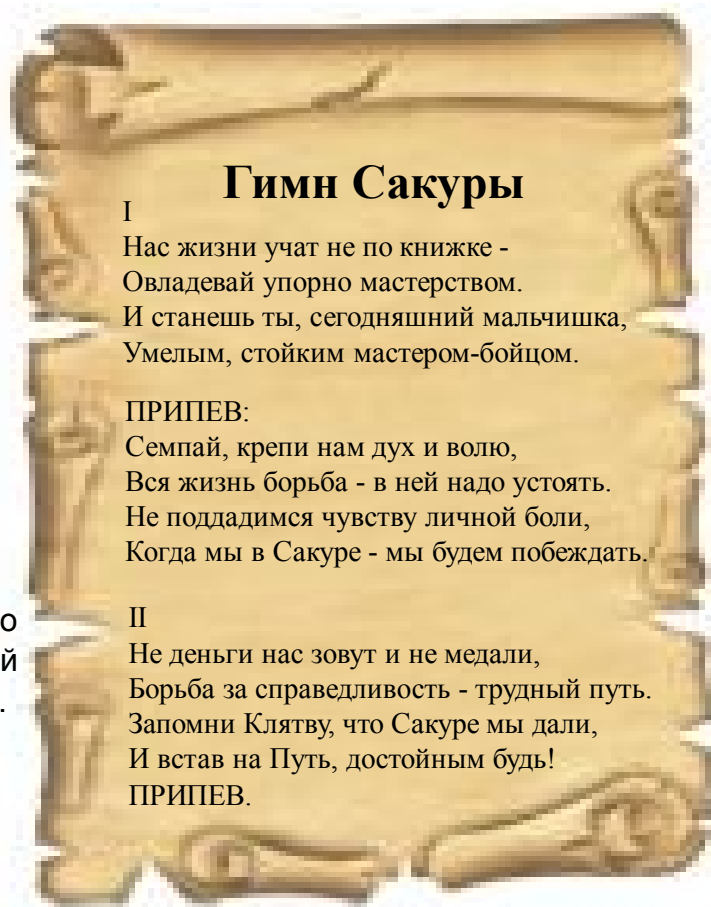 Гимн Сакуры
I
Нас жизни учат не по книжке -
Овладевай упорно мастерством.
И станешь ты, сегодняшний мальчишка,
Умелым, стойким мастером-бойцом.
ПРИПЕВ:
Семпай, крепи нам дух и волю,
Вся жизнь борьба - в ней надо устоять.
Не поддадимся чувству личной боли,
Когда мы в Сакуре - мы будем побеждать.
II
Не деньги нас зовут и не медали,
Борьба за справедливость - трудный путь.
Запомни Клятву, что Сакуре мы дали,
И встав на Путь, достойным будь!
ПРИПЕВ.
о
й
.